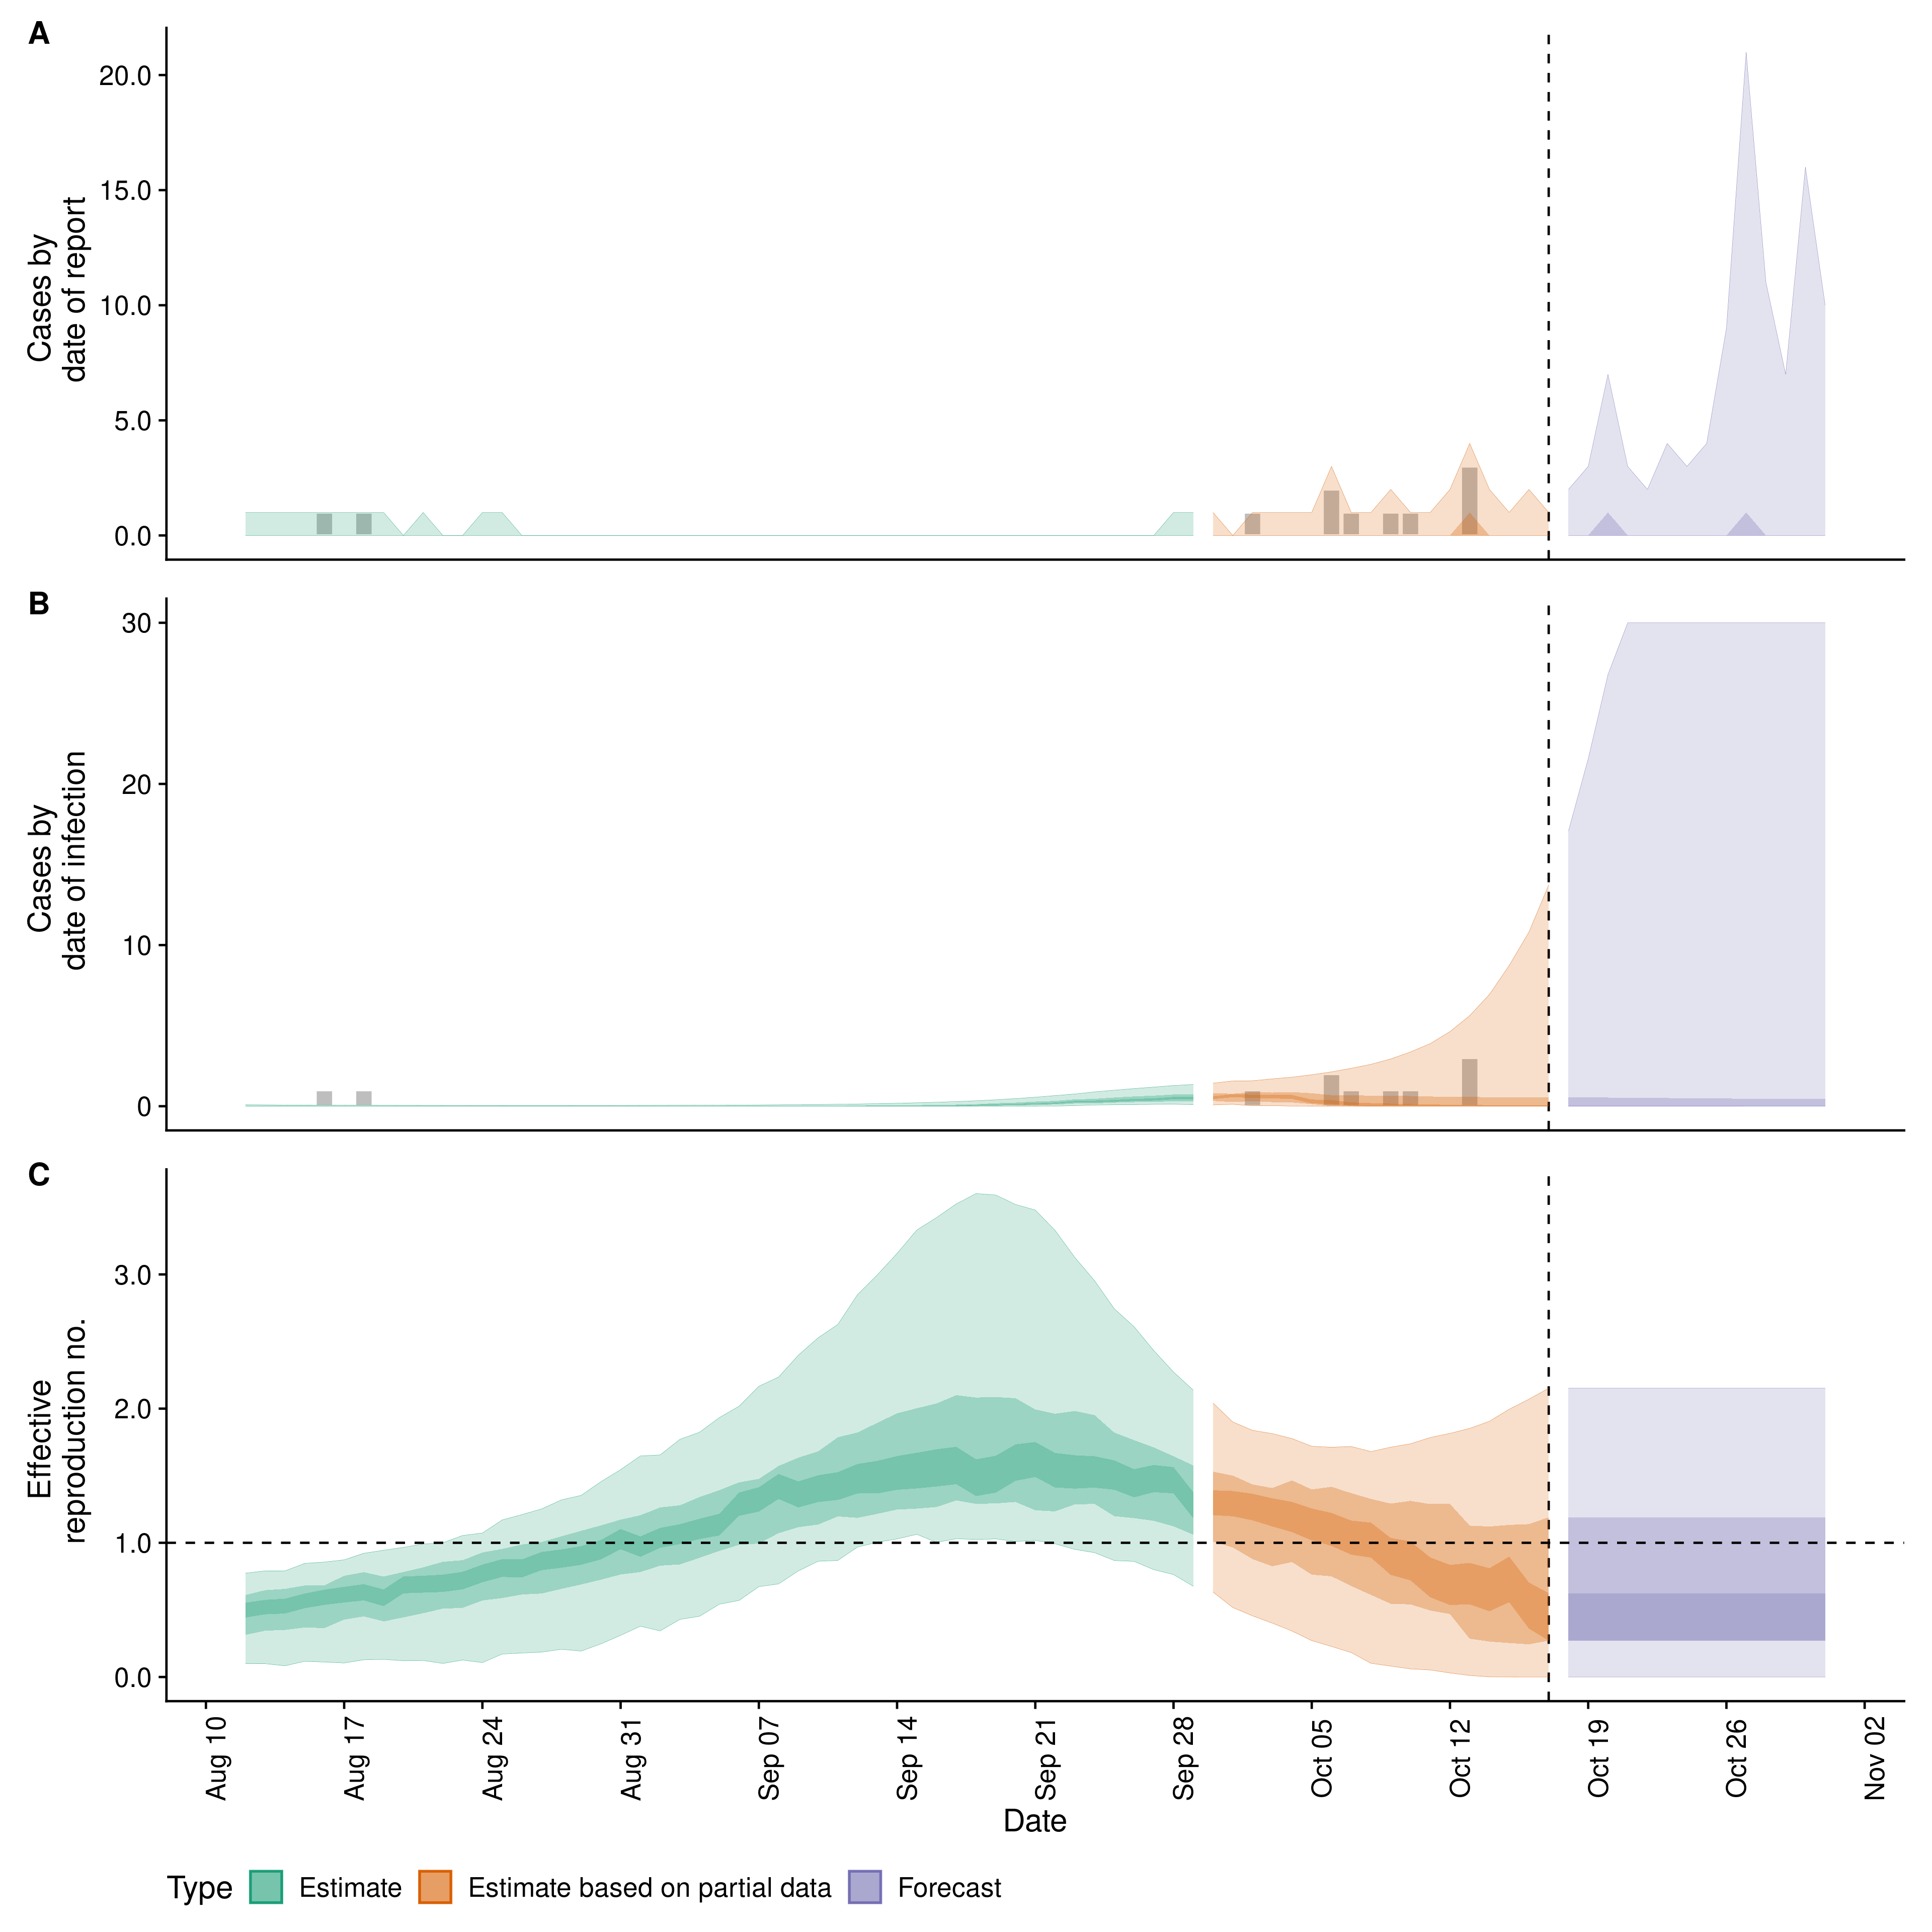 A
Cases by
date of report
20.0
15.0
10.0
5.0
0.0
B
Cases by
date of infection
30
20
10
0
C
Effective
reproduction no.
3.0
2.0
1.0
0.0
Aug 10
Aug 17
Aug 24
Aug 31
Sep 07
Sep 14
Sep 21
Sep 28
Oct 05
Oct 12
Oct 19
Oct 26
Nov 02
Date
Type Estimate Estimate based on partial data Forecast